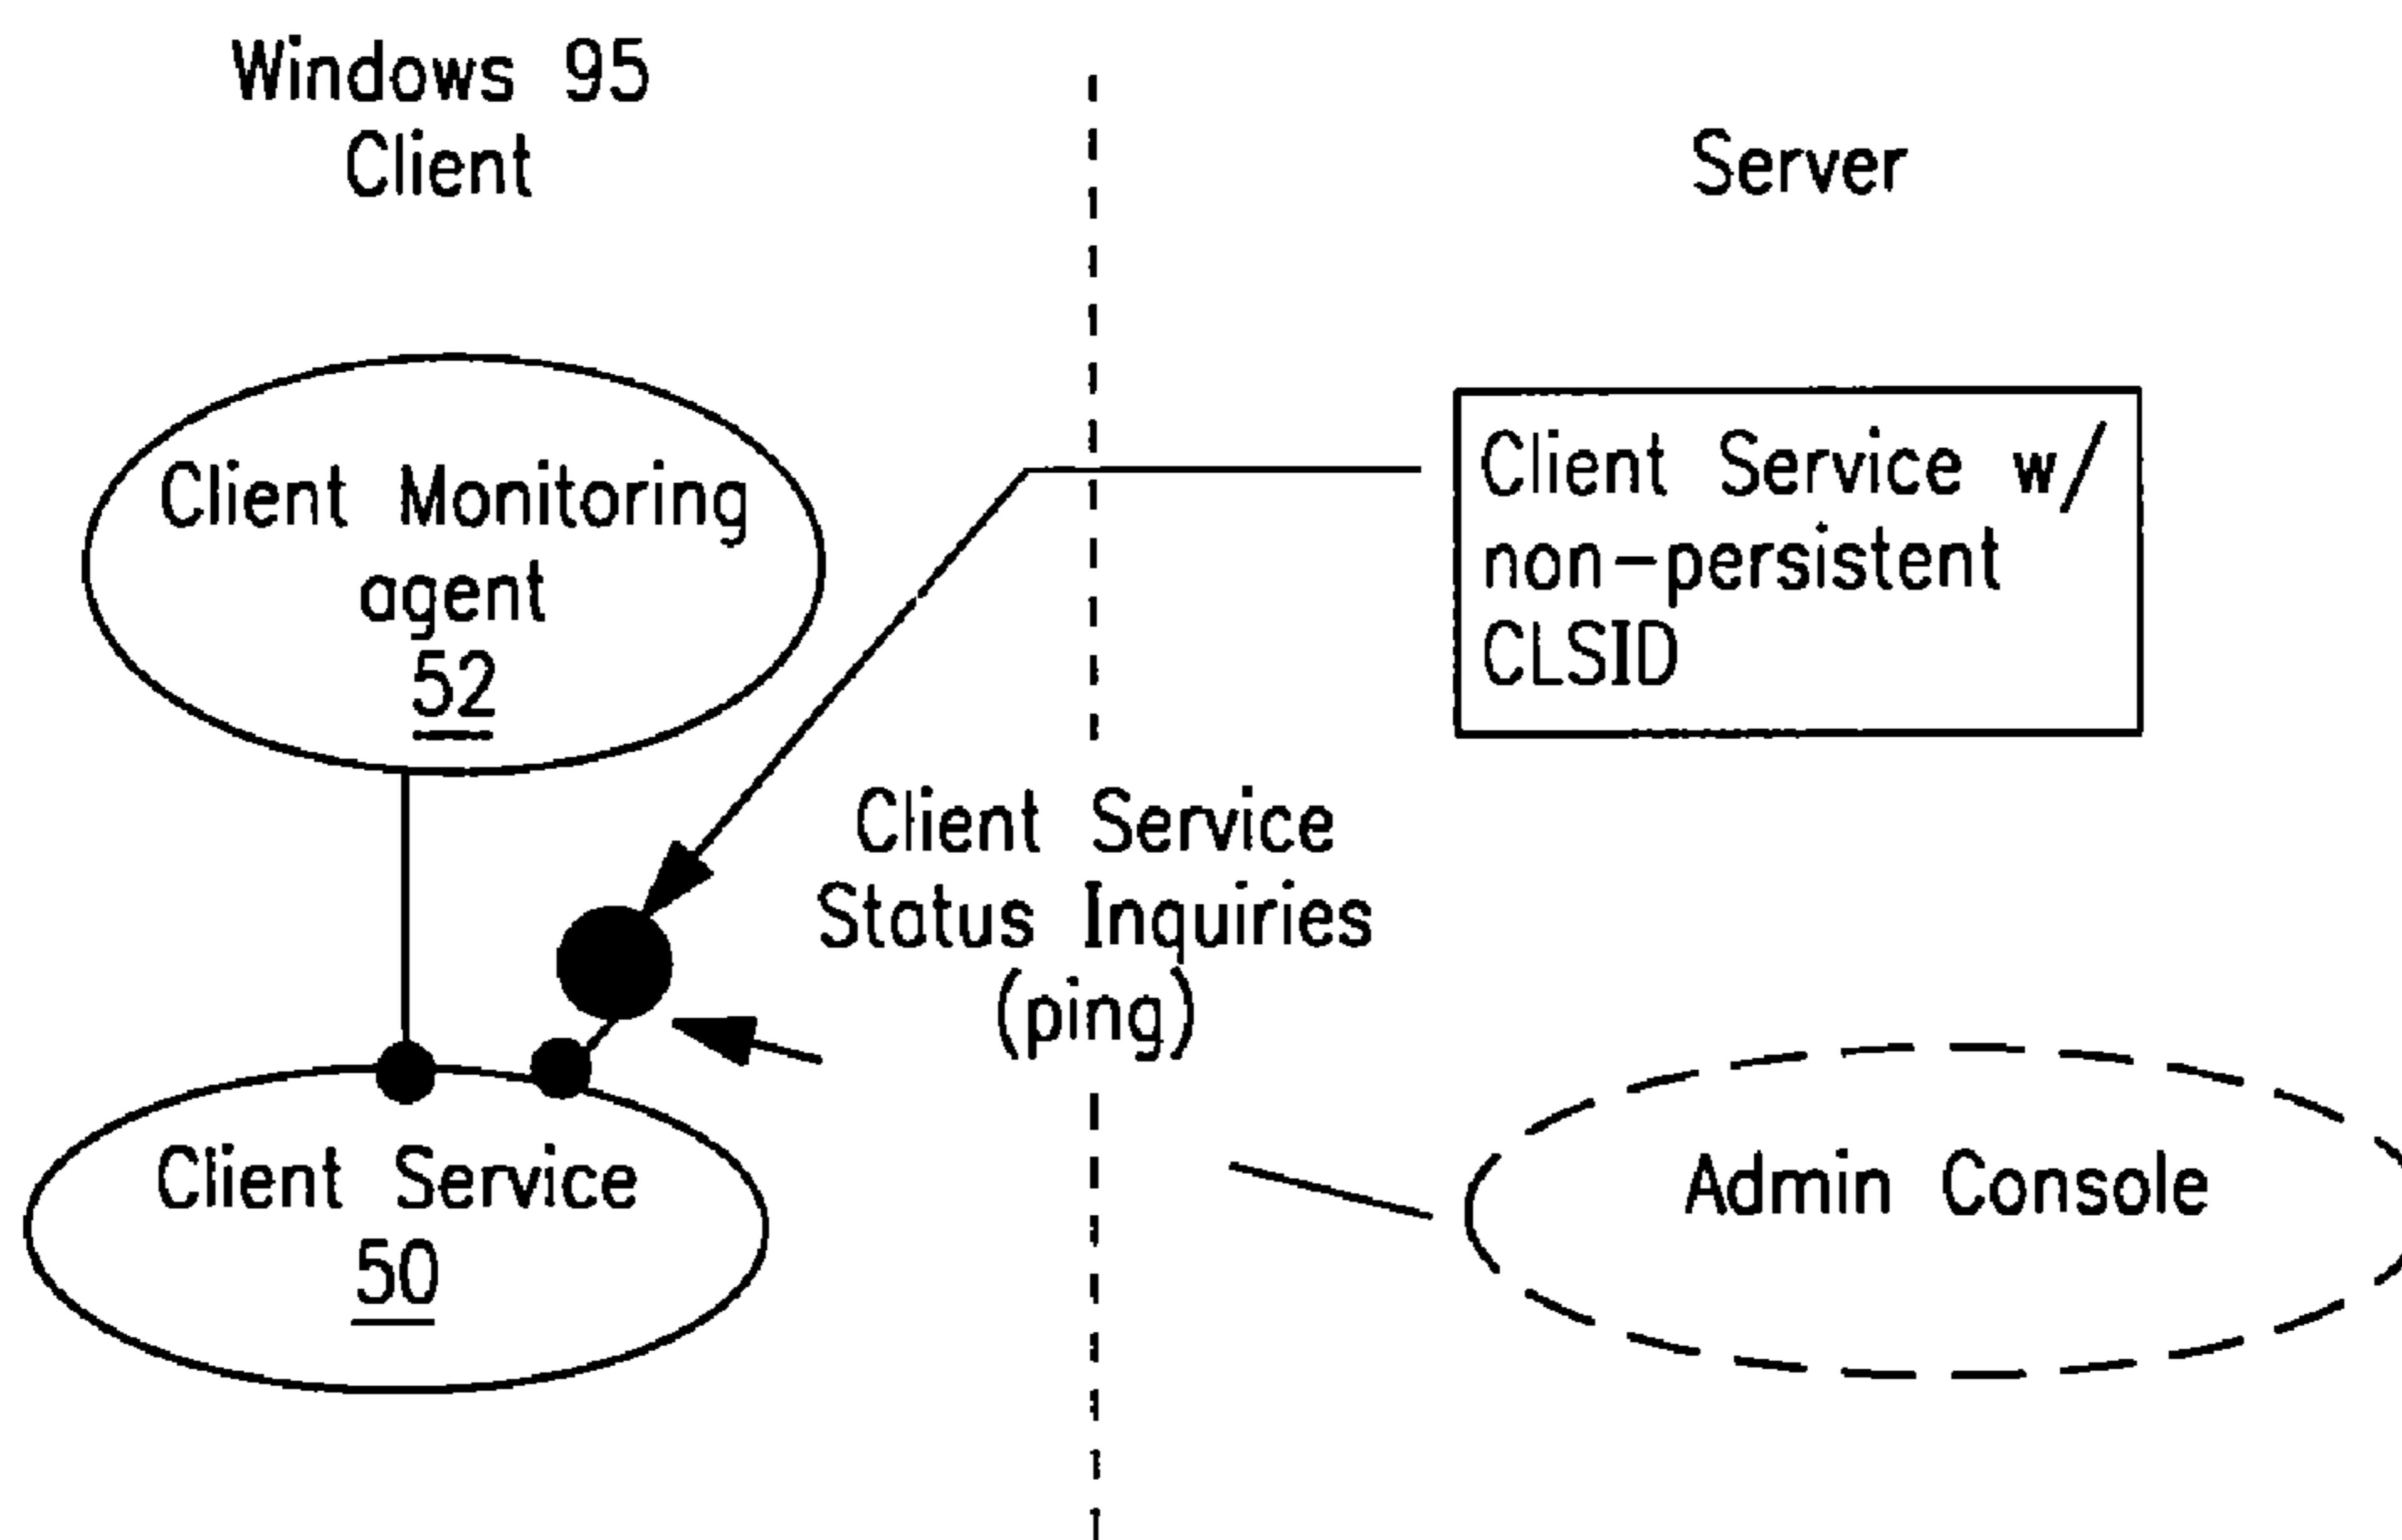 Windows 95
Client
Server
Client Monitoring
agent
52
Client Service w/
non-persistent
CLSID
Client Service
Status Inquiries
(ping)
Client Service
50
Admin Console